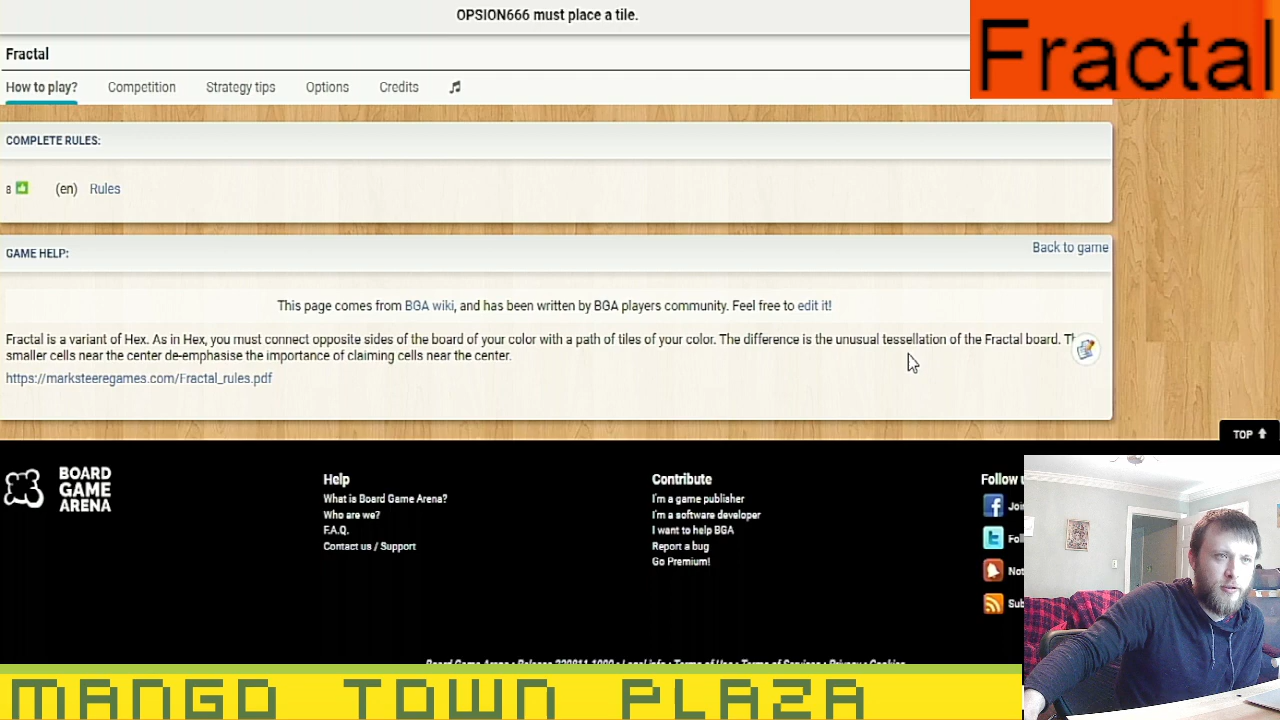 OPSION666 must place a tile.
Fractal
Fractal
How to play? Competition Strategy tips Options Credits
COMPLETE RULES:
8 (en) Rules
GAME HELP:
Back to game
This page comes from BGA wiki, and has been written by BGA players community. Feel free to edit it!
Fractal is a variant of Hex. As in Hex, you must connect opposite sides of the board of your color with a path of tiles of your color. The difference is the unusual tessellation of the Fractal board.
smaller cells near the center de-emphasise the importance of claiming cells near the center.
https://marksteeregames.com/Fractal_rules.pdf
TOP
BOARD
GAME
ARENA
Help
What is Board Game Arena?
Who are we?
F.A.Q.
Contact us / Support
Contribute
I'm a game publisher
I'm a software developer
I want to help BGA
Report a bug
Go Premium!
Follow
MANGO TOWN PLAZA